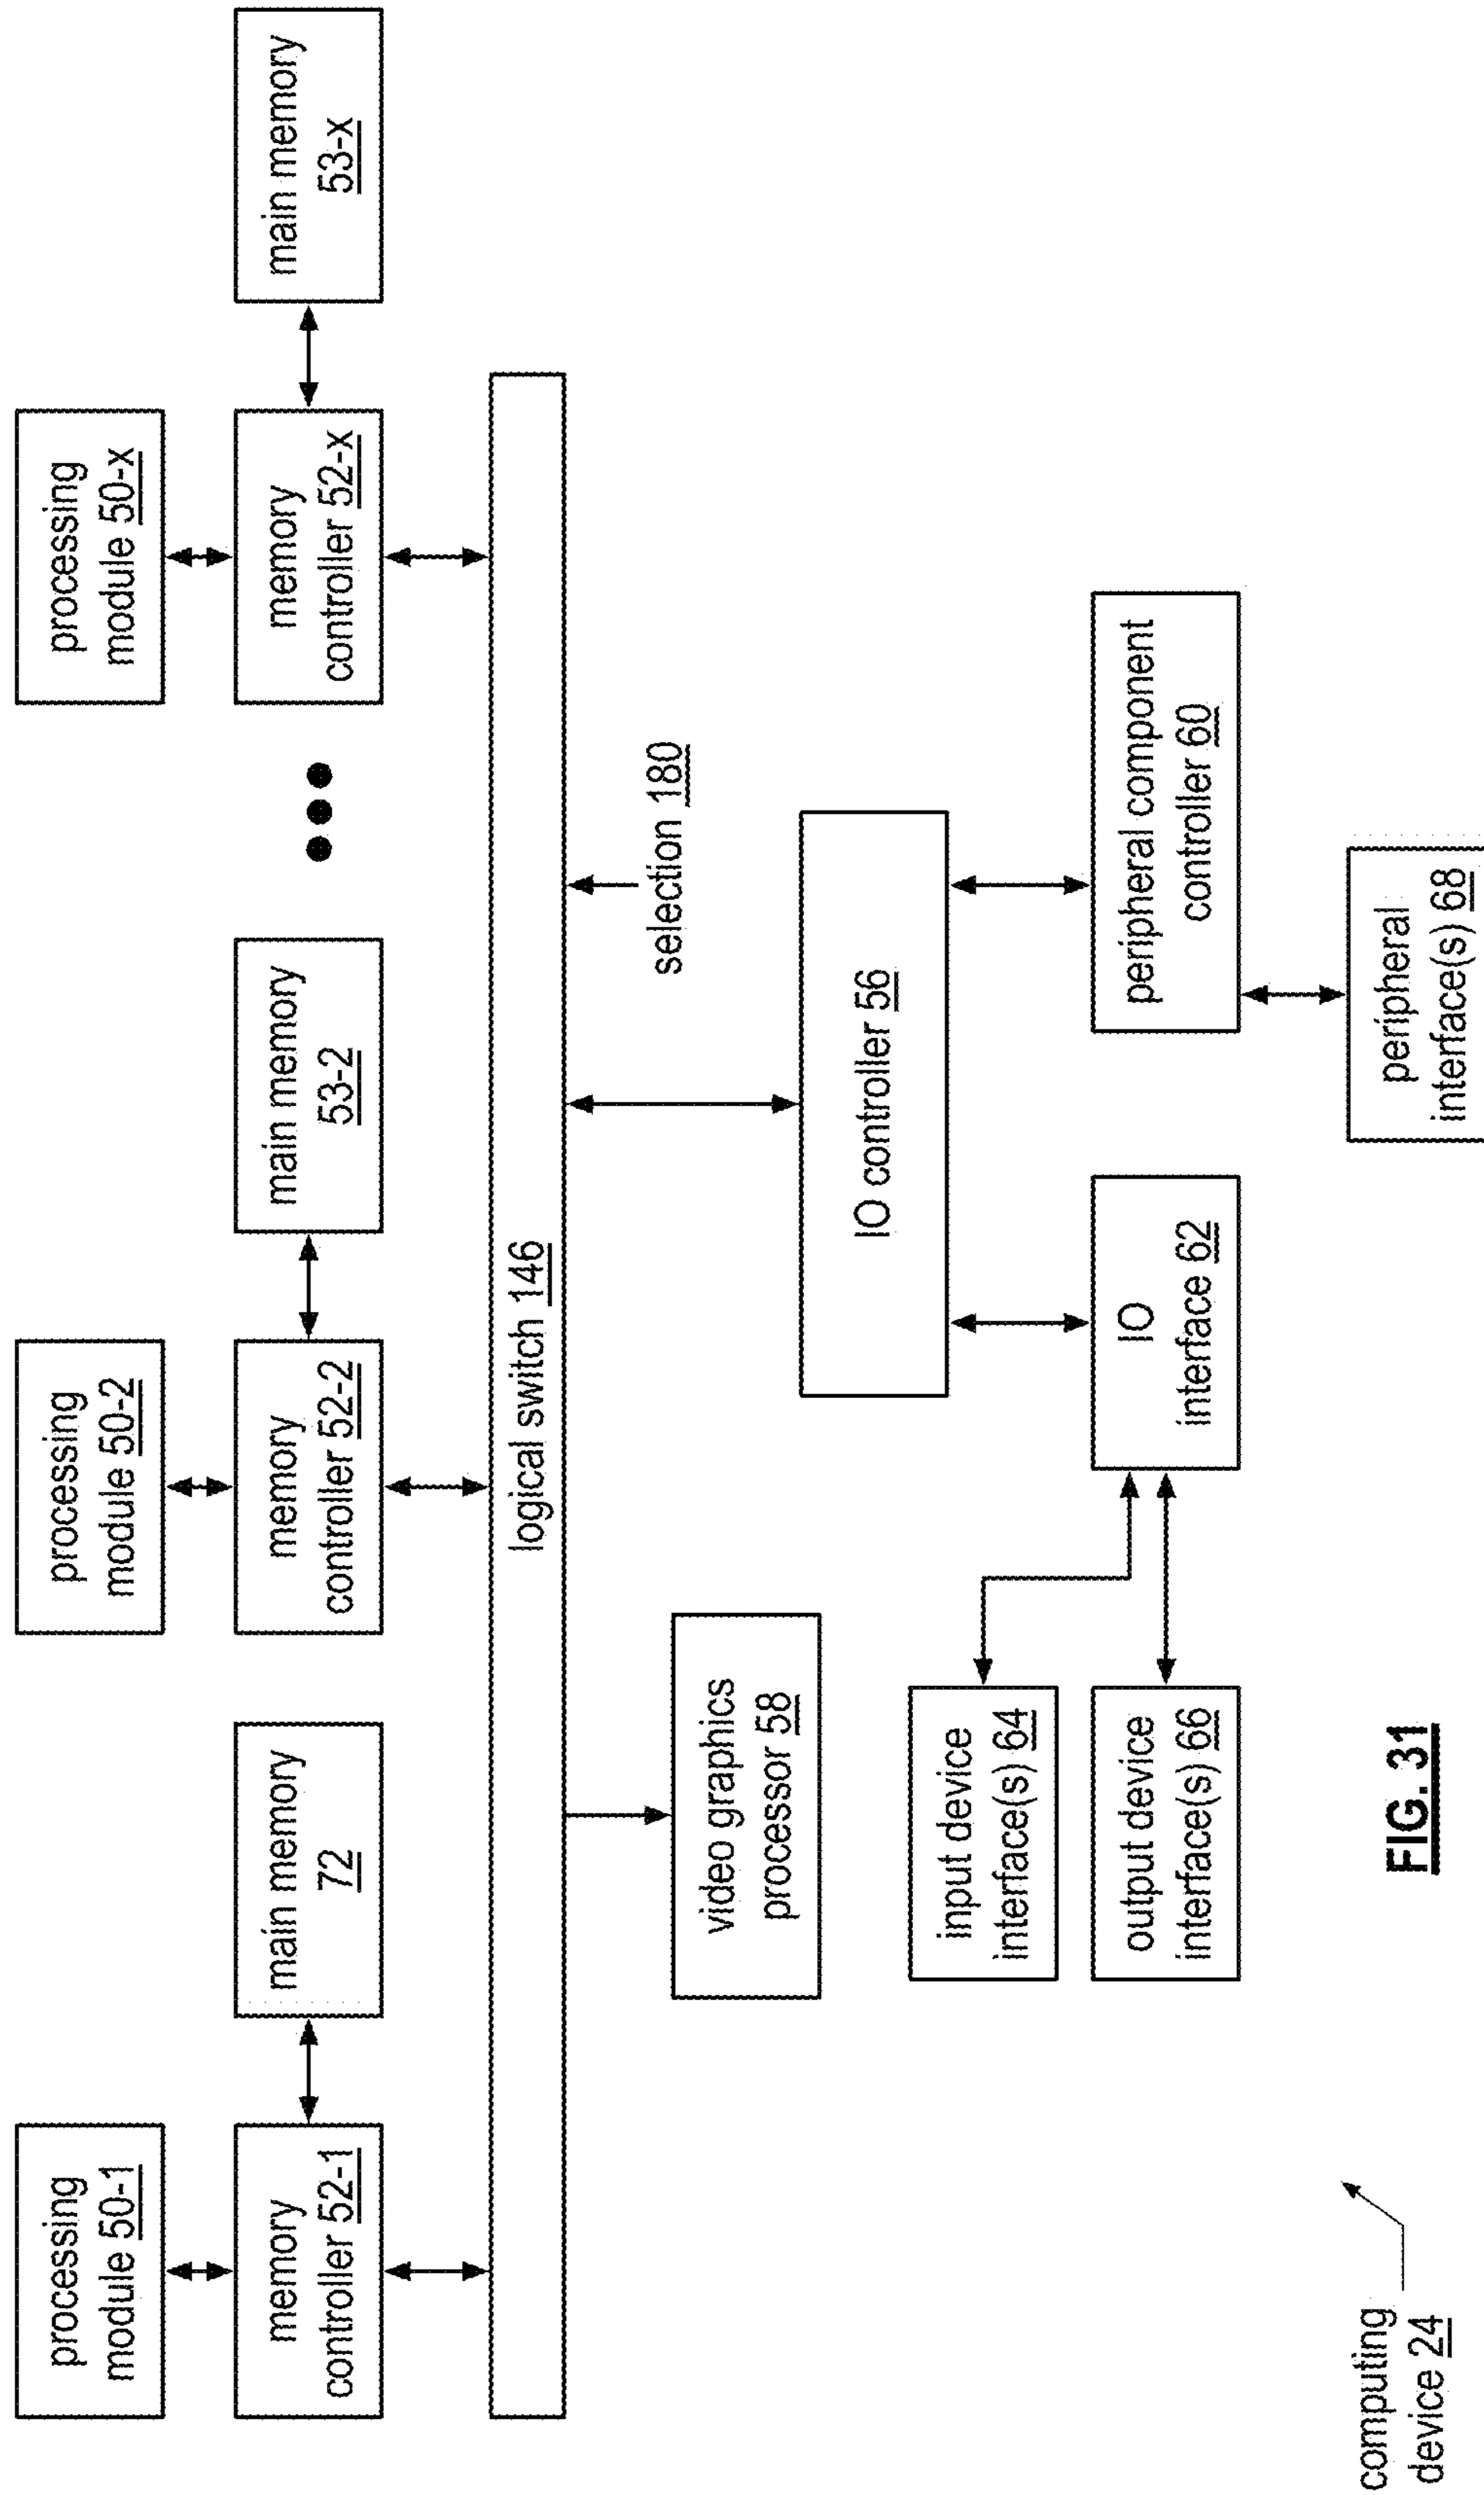 processing
module 50-1
processing
module 50-2
processing
module 50-x
memory
controller 52-1
main memory
72
memory
controller 52-2
main memory
53-2
memory
controller 52-x
main memory
53-x
logical switch 146
selection 180
video graphics
processor 58
IO controller 56
input device
interface(s) 64
output device
interface(s) 66
IO
interface 62
peripheral component
controller 60
peripheral
interface(s) 68
computing
device 24
FIG. 31